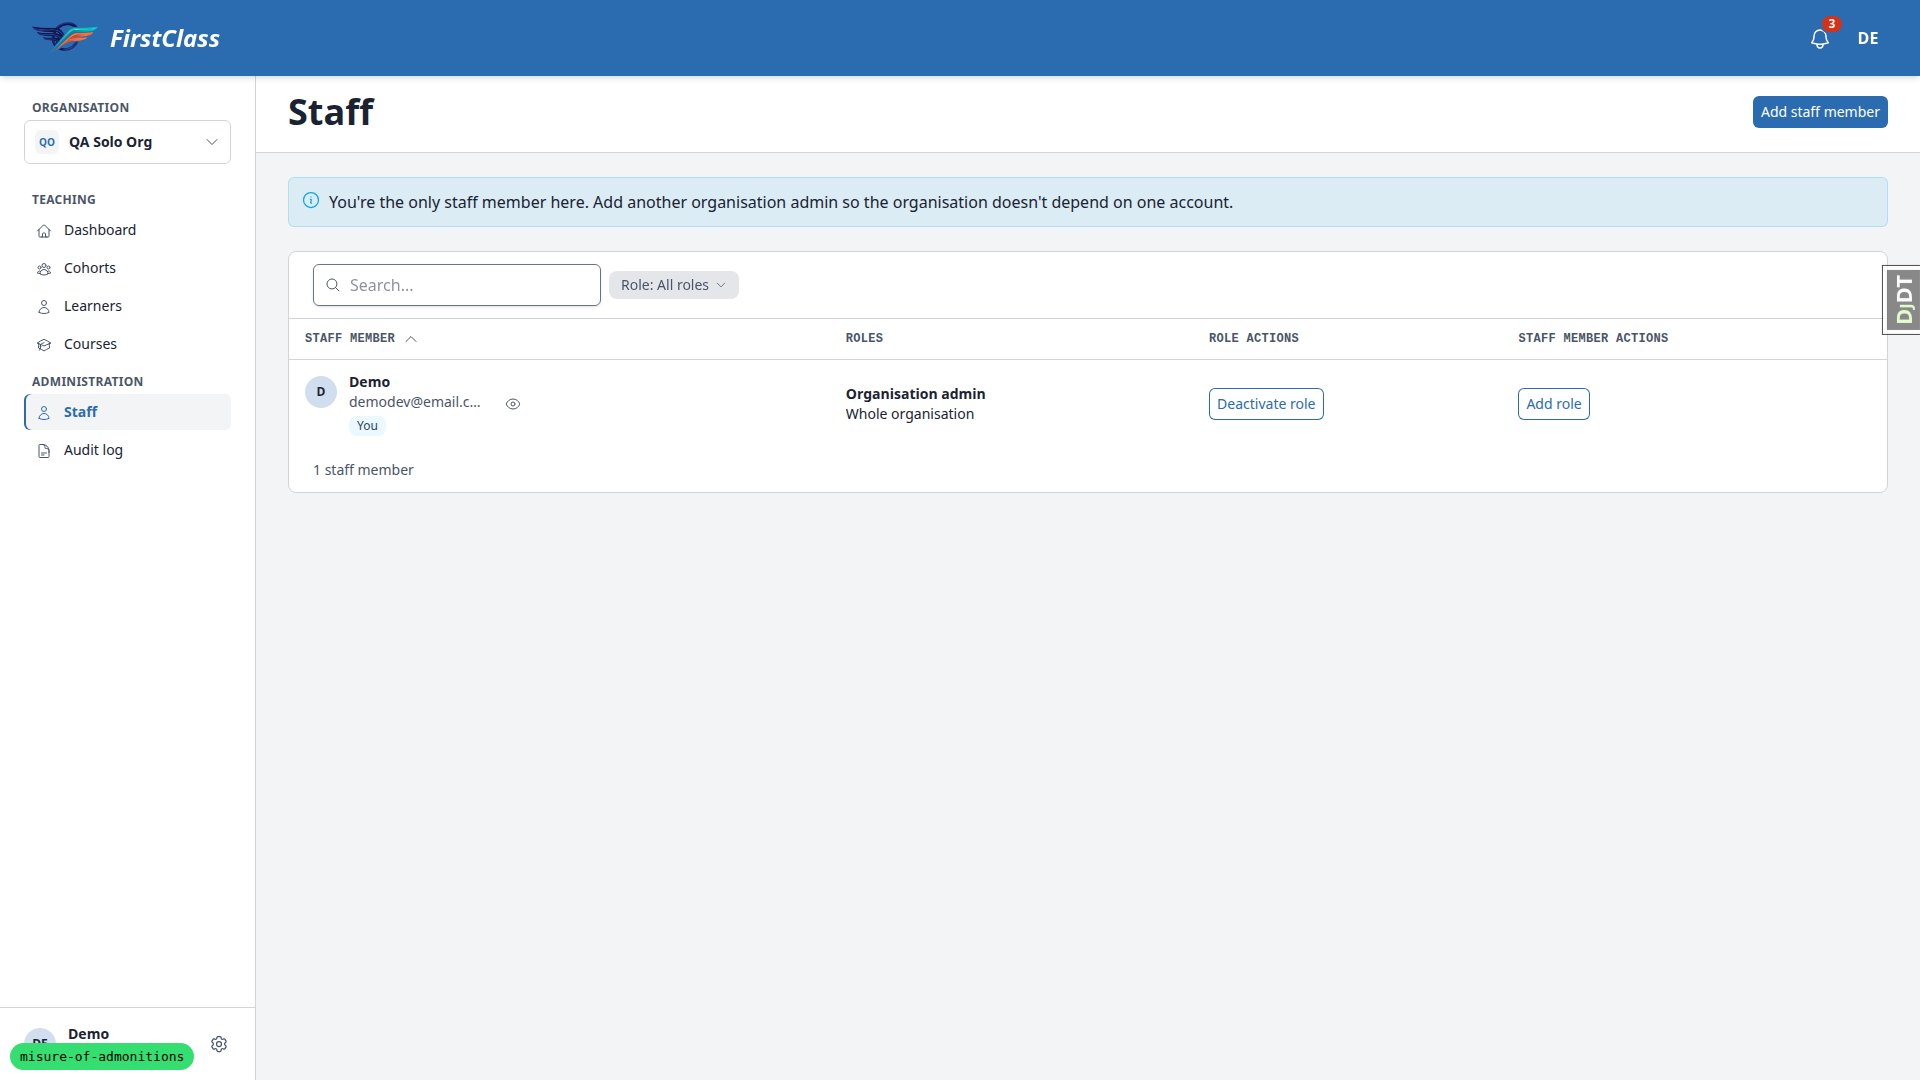 FirstClass
3
DE
ORGANISATION
QO QA Solo Org
TEACHING
Dashboard
Cohorts
Learners
Courses
ADMINISTRATION
Staff
Audit log
Demo
misure-of-admonitions
Staff
Add staff member
You're the only staff member here. Add another organisation admin so the organisation doesn't depend on one account.
Search...
Role: All roles
STAFF MEMBER
ROLES
ROLE ACTIONS
STAFF MEMBER ACTIONS
D
Demo
demodev@email.c...
You
Organisation admin
Whole organisation
Deactivate role
Add role
1 staff member
DJDT